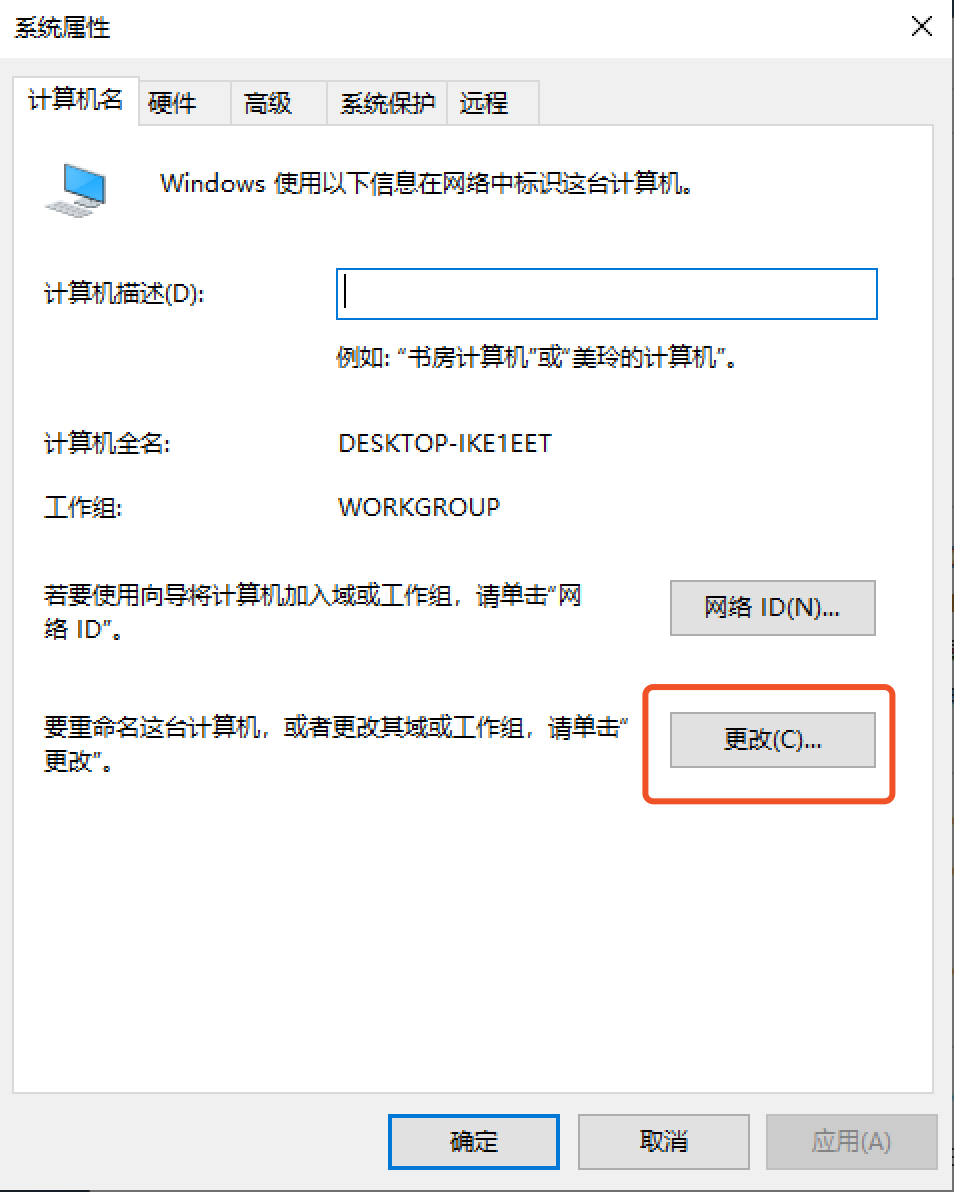 系统属性
计算机名 硬件 高级 系统保护 远程
Windows 使用以下信息在网络中标识这台计算机。
计算机描述(D):
例如: “书房计算机”或“美玲的计算机”。
计算机全名: DESKTOP-IKE1EET
工作组: WORKGROUP
若要使用向导将计算机加入域或工作组，请单击“网
络 ID”。
网络 ID(N)...
要重命名这台计算机，或者更改其域或工作组，请单击“
更改”。
更改(C)...
确定 取消 应用(A)